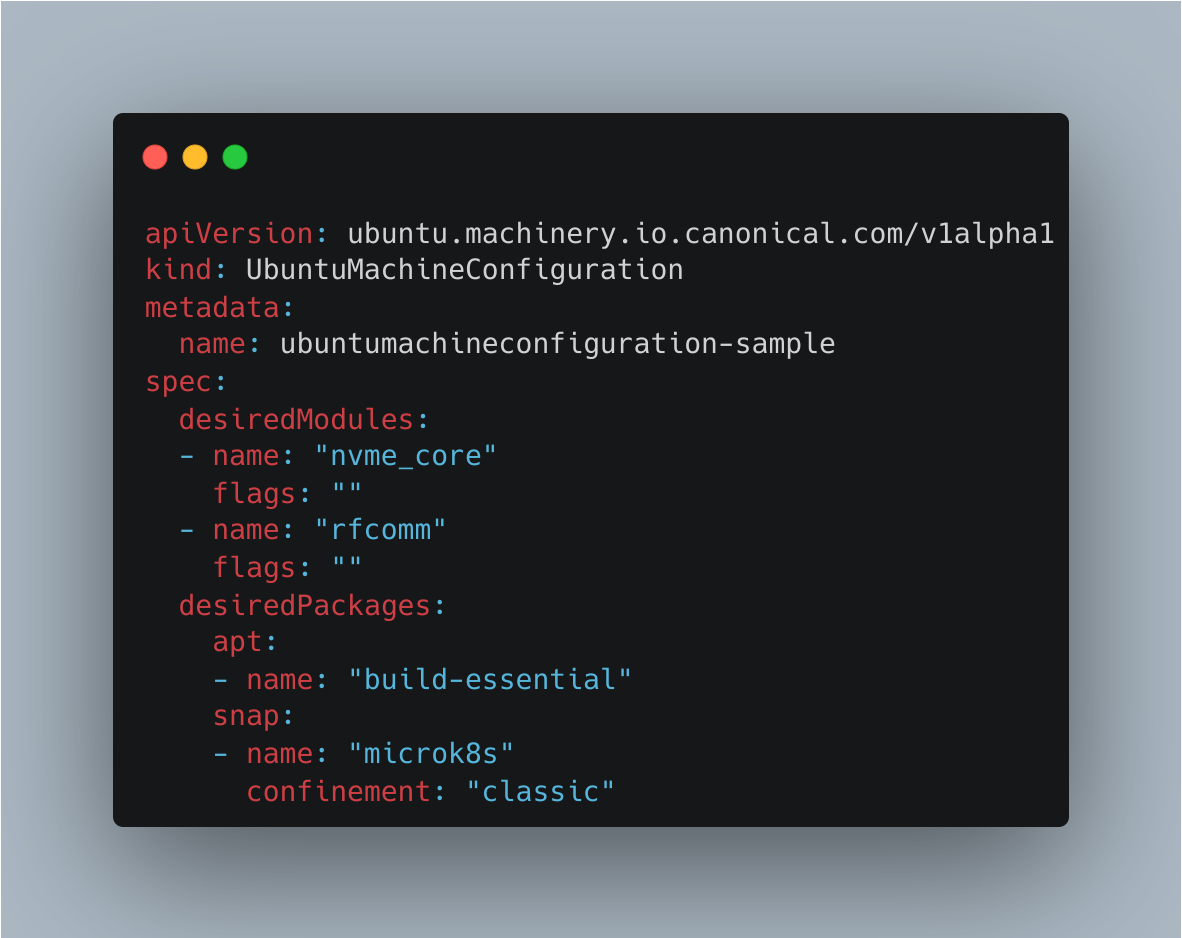 apiVersion: ubuntu.machinery.io.canonical.com/v1alpha1
kind: UbuntuMachineConfiguration
metadata:
  name: ubuntumachineconfiguration-sample
spec:
  desiredModules:
  - name: "nvme_core"
    flags: ""
  - name: "rfcomm"
    flags: ""
  desiredPackages:
    apt:
    - name: "build-essential"
    snap:
    - name: "microk8s"
      confinement: "classic"